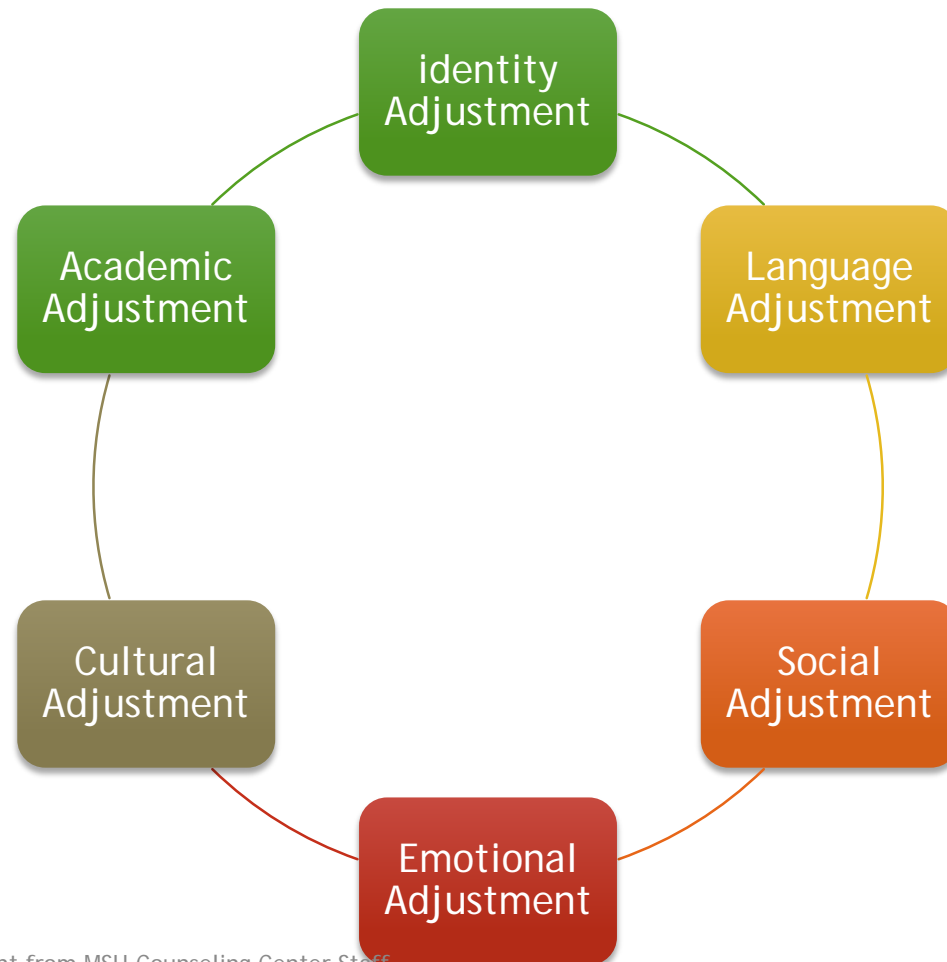 identity
Adjustment
Language
Adjustment
Social
Adjustment
Emotional
Adjustment
Cultural
Adjustment
Academic
Adjustment
from MSU Counseling Center Staff